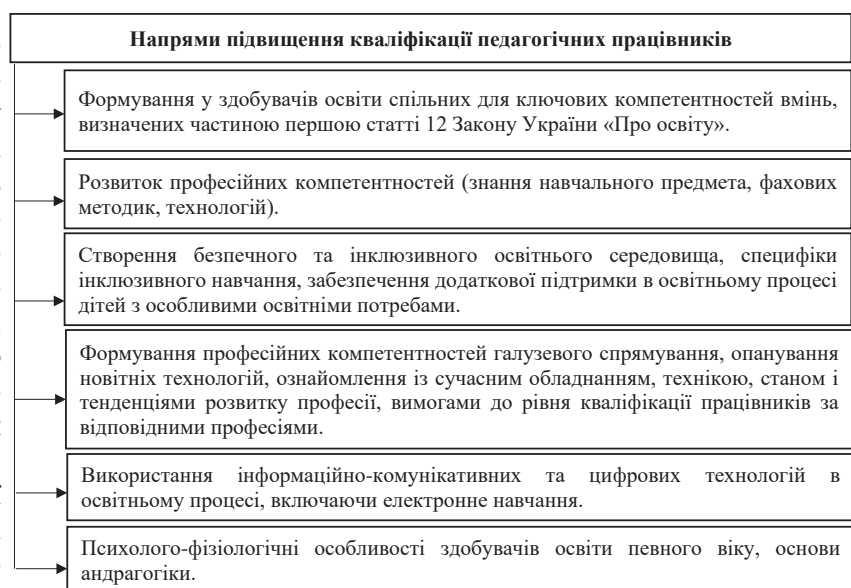 Напрями підвищення кваліфікації педагогічних працівників
Формування у здобувачів освіти спільних для ключових компетентностей вмінь,
визначених частиною першою статті 12 Закону України «Про освіту».
Розвиток професійних компетентностей (знання навчального предмета, фахових
методик, технологій).
Створення безпечного та інклюзивного освітнього середовища, специфіки
інклюзивного навчання, забезпечення додаткової підтримки в освітньому процесі
дітей з особливими освітніми потребами.
Формування професійних компетентностей галузевого спрямування, опанування
новітніх технологій, ознайомлення із сучасним обладнанням, технікою, станом і
тенденціями розвитку професії, вимогами до рівня кваліфікації працівників за
відповідними професіями.
Використання інформаційно-комунікативних та цифрових технологій в
освітньому процесі, включаючи електронне навчання.
Психолого-фізіологічні особливості здобувачів освіти певного віку, основи
андрагогіки.